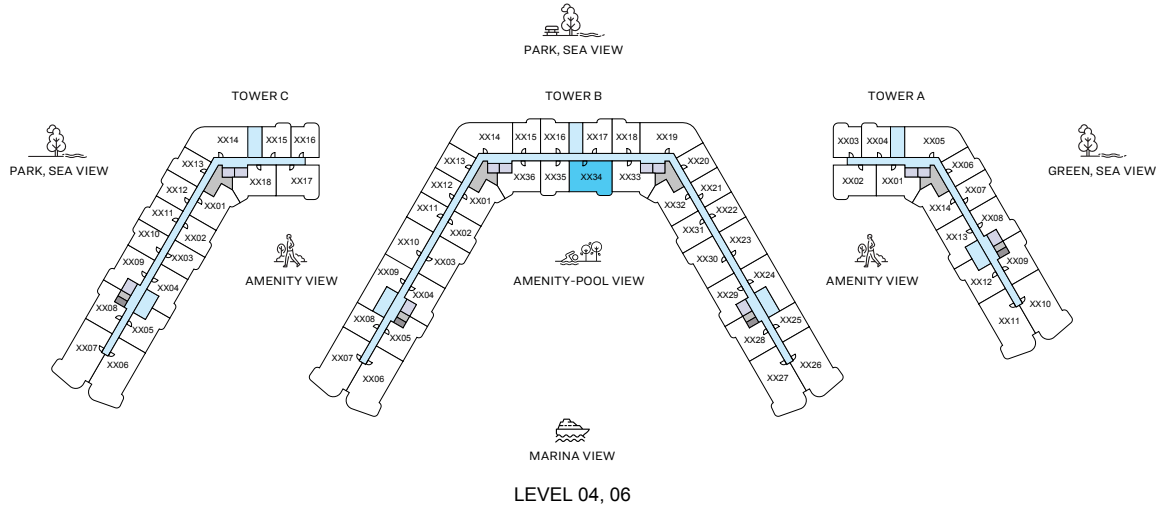 PARK, SEA VIEW
TOWER C
TOWER B
TOWER A
PARK, SEA VIEW
GREEN, SEA VIEW
XX14
XX15
XX16
XX13
XX12
XX11
XX10
XX09
XX08
XX07
XX06
XX05
XX04
XX03
XX02
XX01
XX18
XX17
XX14
XX15
XX16
XX17
XX18
XX19
XX13
XX12
XX11
XX10
XX09
XX08
XX07
XX06
XX05
XX04
XX03
XX02
XX01
XX36
XX35
XX34
XX33
XX32
XX31
XX30
XX29
XX28
XX27
XX26
XX25
XX24
XX23
XX22
XX21
XX20
XX03
XX04
XX05
XX02
XX01
XX06
XX07
XX08
XX09
XX10
XX11
XX12
XX13
XX14
AMENITY VIEW
AMENITY-POOL VIEW
AMENITY VIEW
MARINA VIEW
LEVEL 04, 06